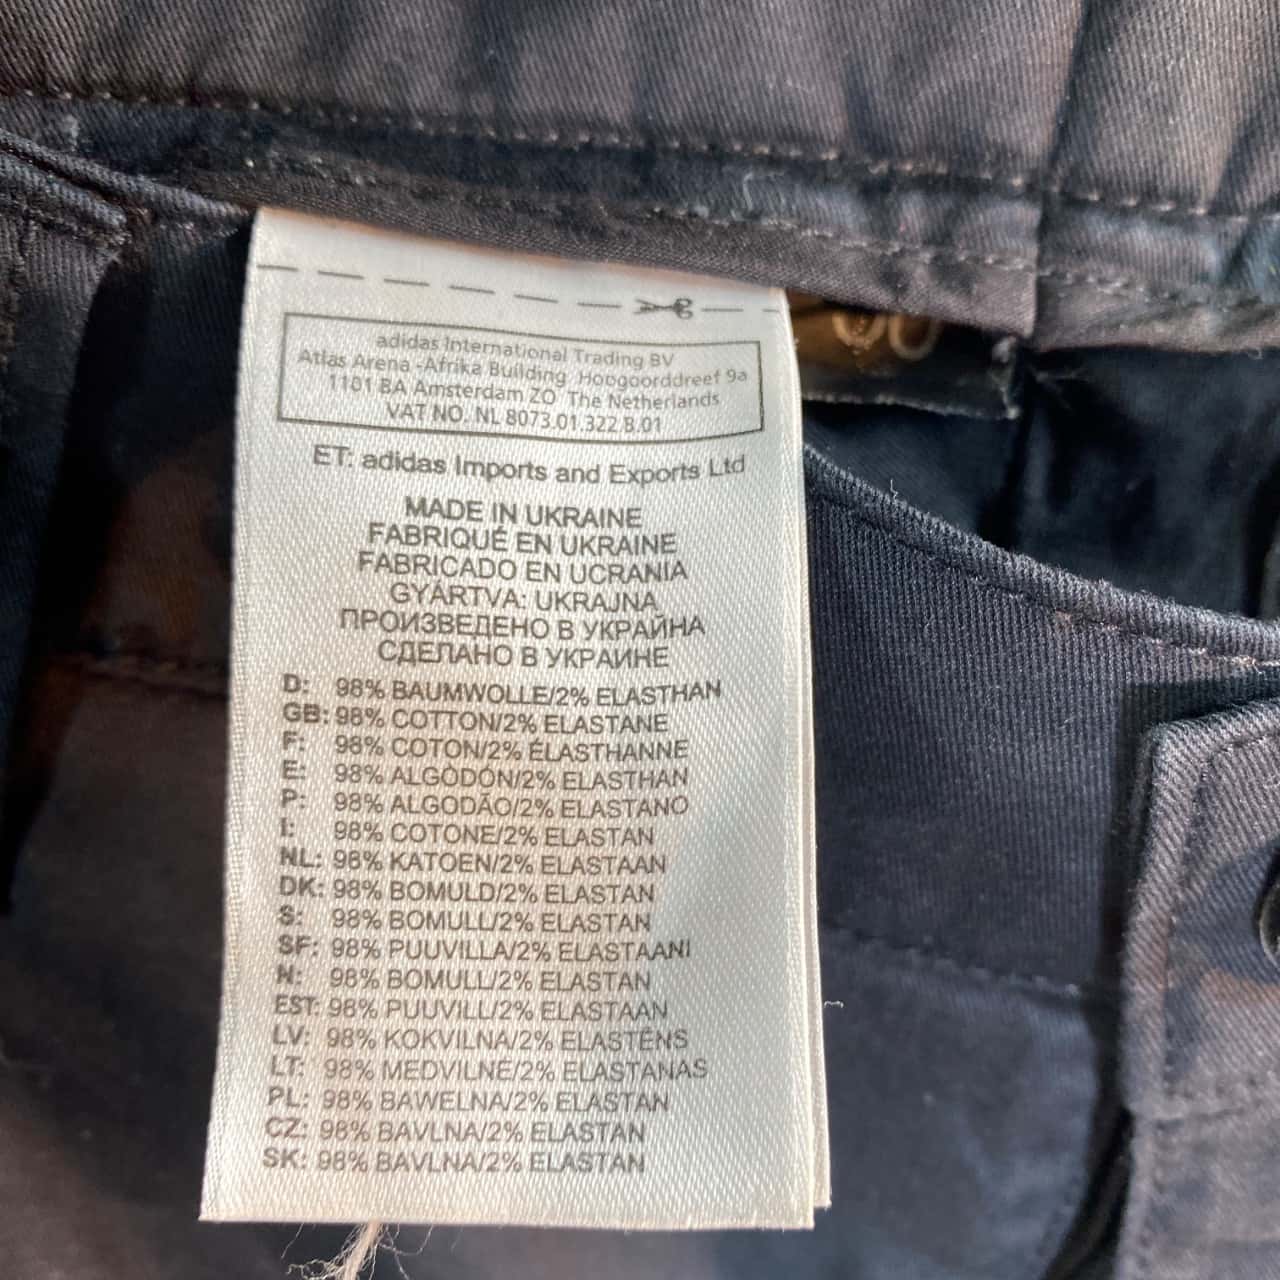 adidas International Trading BV
Atlas Arena -Afrika Building Hoogoorddreef 9a
1101 BA Amsterdam ZO The Netherlands
VAT NO. NL 8073.01.322.B.01
ET: adidas Imports and Exports Ltd
MADE IN UKRAINE
FABRIQUÉ EN UKRAINE
FABRICADO EN UCRANIA
GYÁRTVA: UKRAJNA
ПРОИЗВЕДЕНО В УКРАЙНА
СДЕЛАНО В УКРАИНЕ
D: 98% BAUMWOLLE/2% ELASTHAN
GB: 98% COTTON/2% ELASTANE
F: 98% COTON/2% ÉLASTHANNE
E: 98% ALGODÓN/2% ELASTHAN
P: 98% ALGODÃO/2% ELASTANO
I: 98% COTONE/2% ELASTAN
NL: 98% KATOEN/2% ELASTAAN
DK: 98% BOMULD/2% ELASTAN
S: 98% BOMULL/2% ELASTAN
SF: 98% PUUVILLA/2% ELASTAANI
N: 98% BOMULL/2% ELASTAN
EST: 98% PUUVILL/2% ELASTAAN
LV: 98% KOKVILNA/2% ELASTĒNS
LT: 98% MEDVILNĖ/2% ELASTANAS
PL: 98% BAWEŁNA/2% ELASTAN
CZ: 98% BAVLNA/2% ELASTAN
SK: 98% BAVLNA/2% ELASTAN